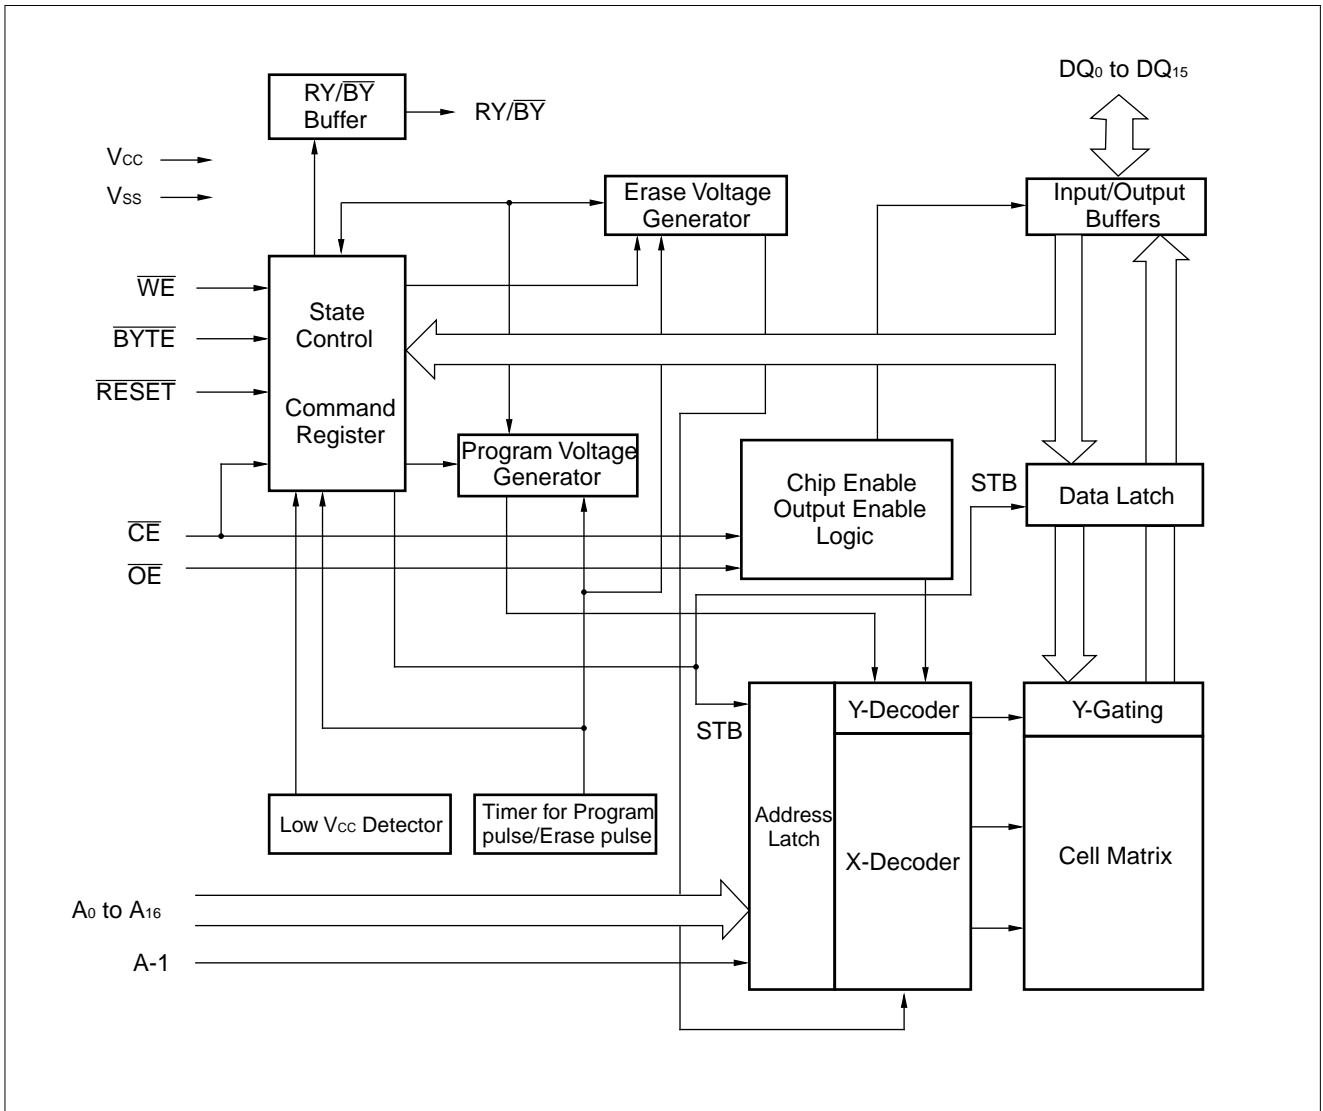 DQ0 to DQ15
RY/BY
Buffer
RY/BY
VCC
VSS
Erase Voltage
Generator
Input/Output
Buffers
WE
BYTE
RESET
State
Control
Command
Register
Program Voltage
Generator
Chip Enable
Output Enable
Logic
STB
Data Latch
CE
OE
STB
Y-Decoder
Y-Gating
Low VCC Detector
Timer for Program
pulse/Erase pulse
Address
Latch
X-Decoder
Cell Matrix
A0 to A16
A-1